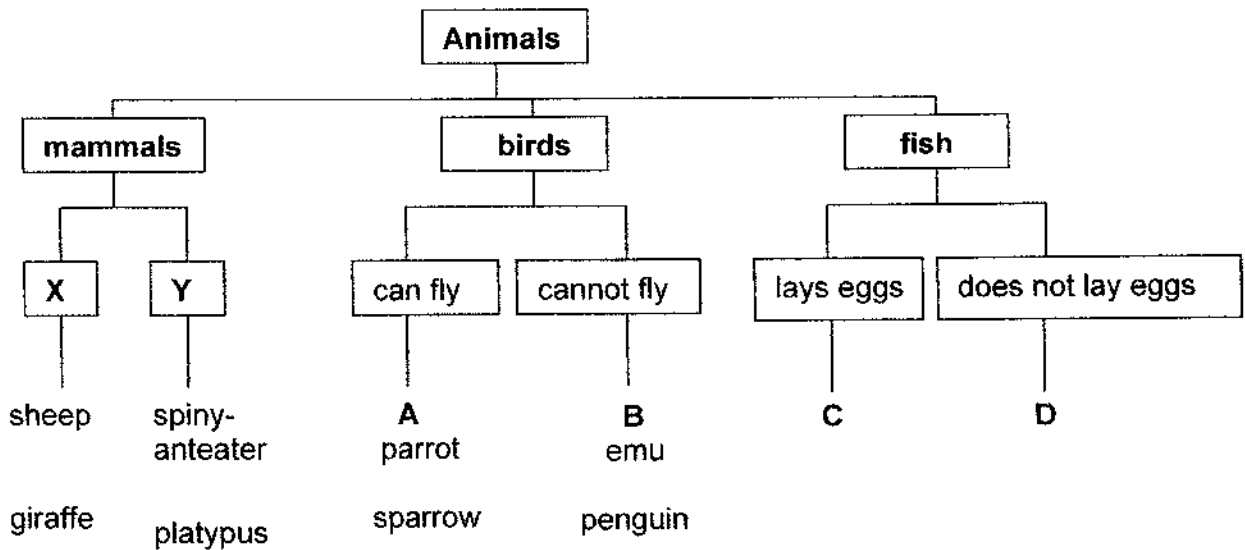 Animals
mammals
birds
fish
X
Y
can fly
cannot fly
lays eggs
does not lay eggs
sheep
giraffe
spiny-
anteater
platypus
A
parrot
sparrow
B
emu
penguin
C
D